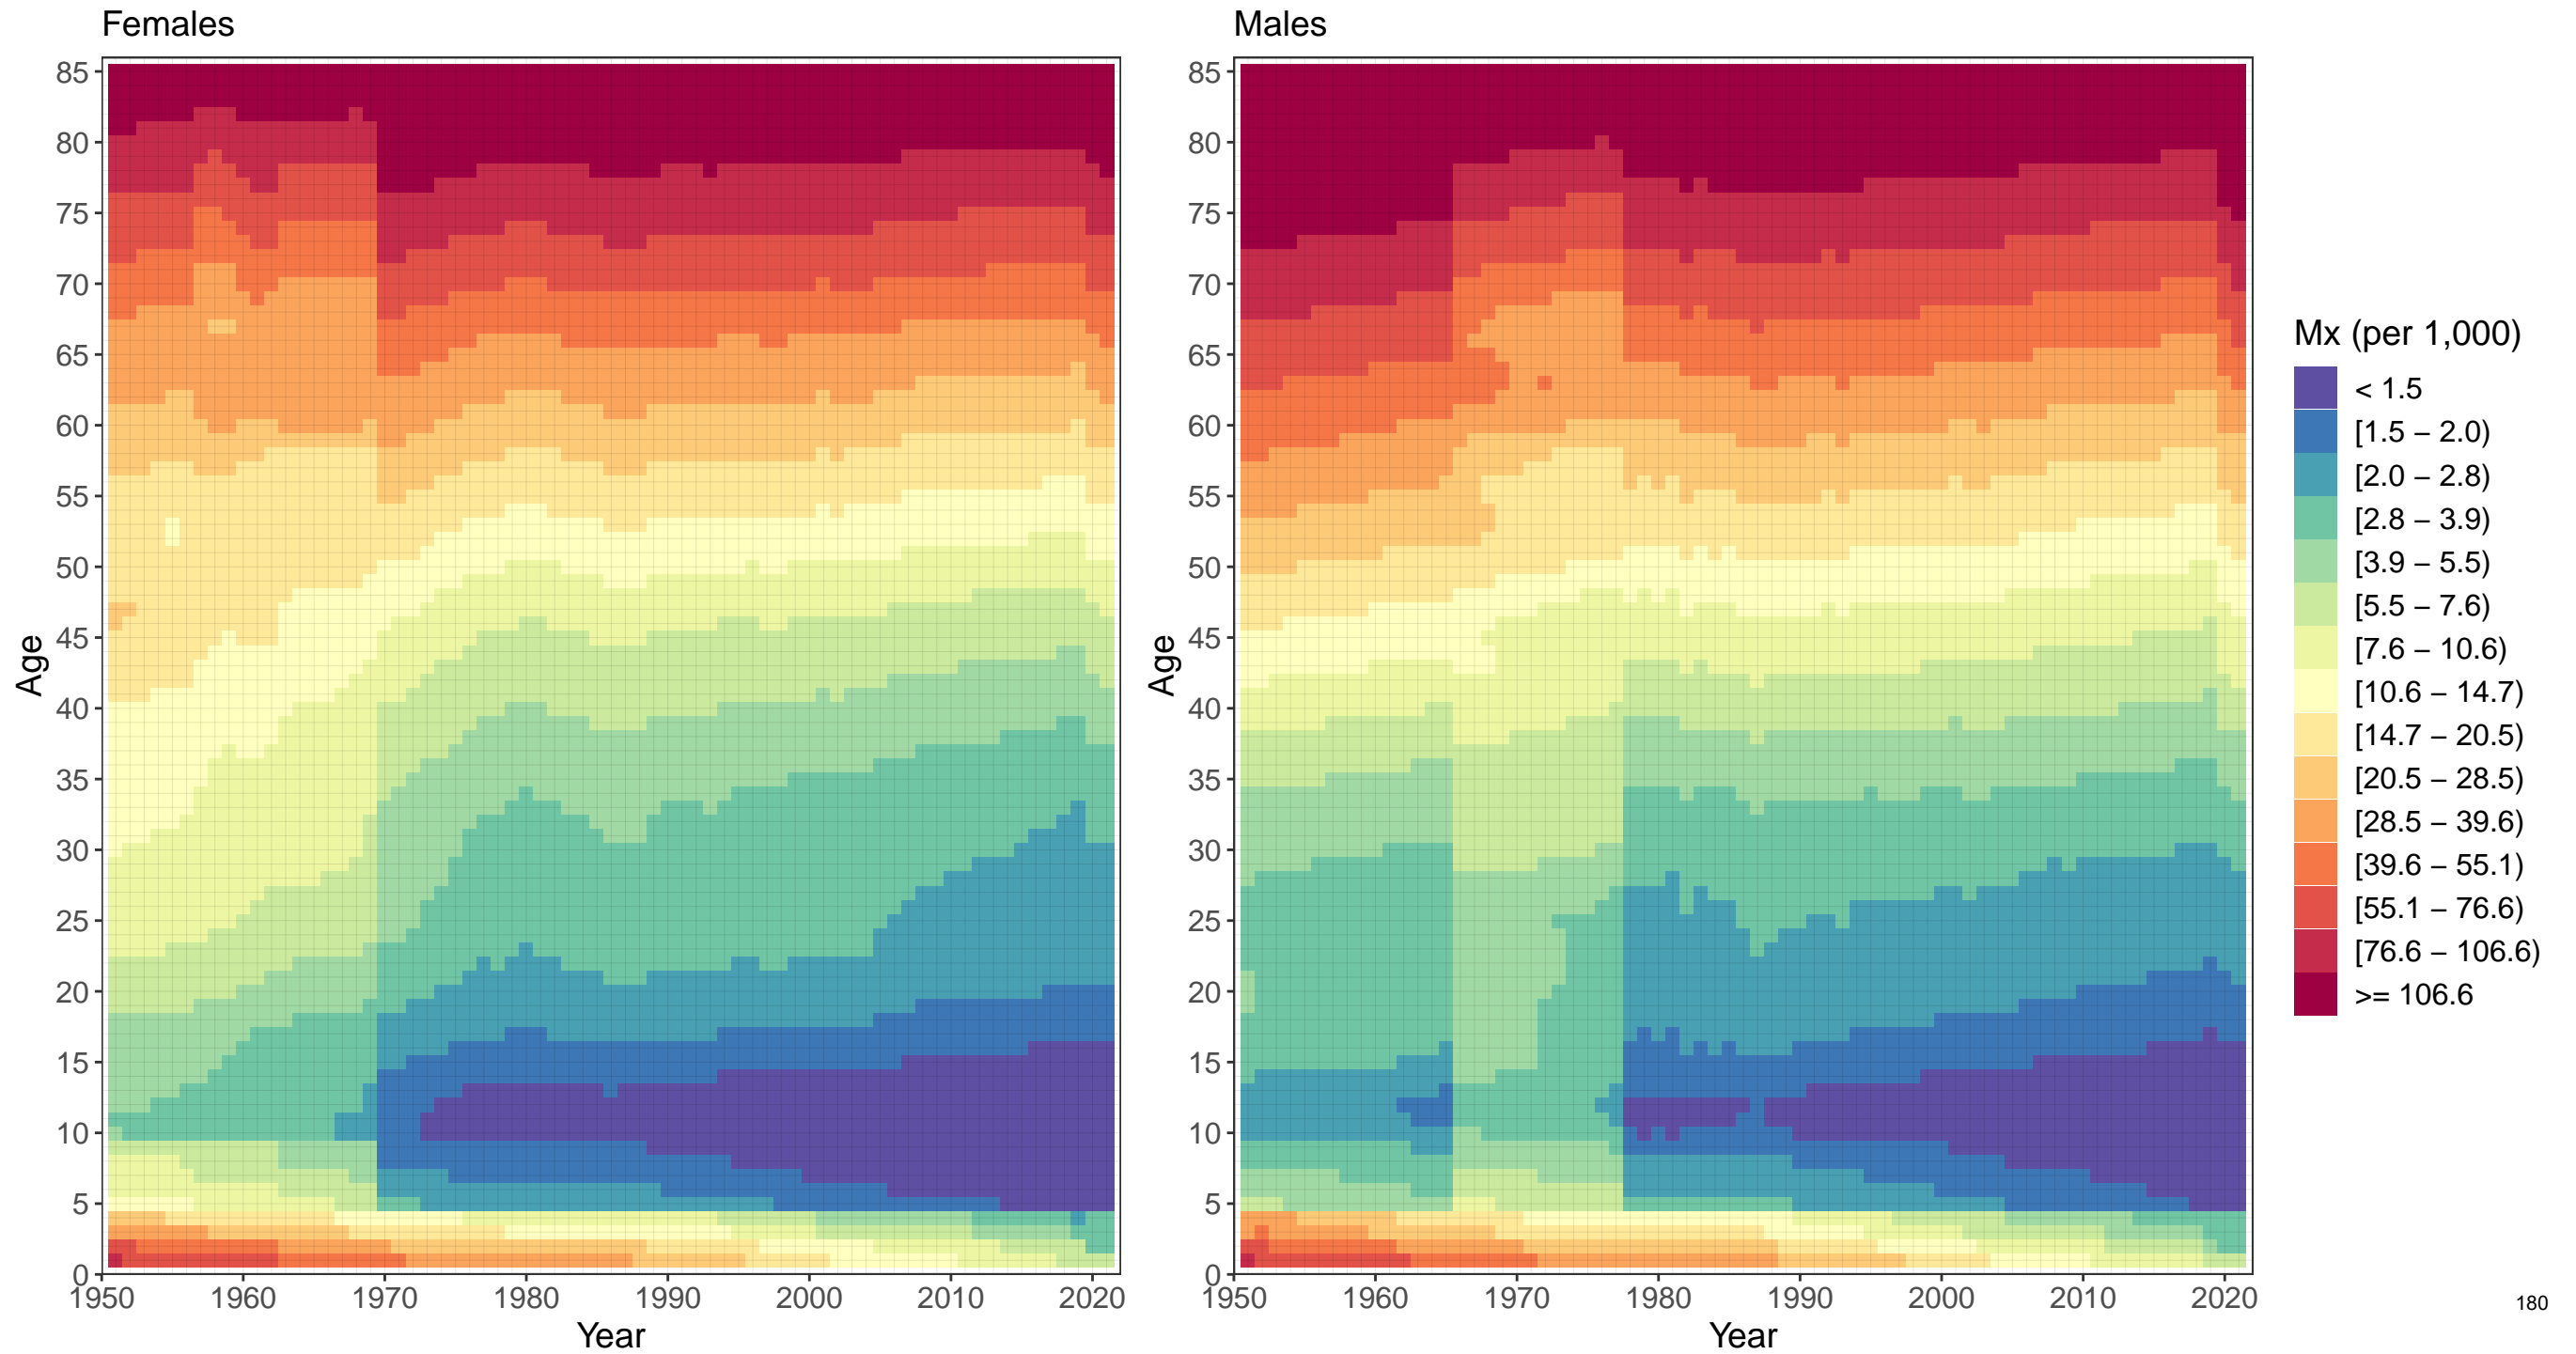 Females
Males
85
80
75
70
65
60
55
50
45
40
35
30
25
20
15
10
5
0
Age
1950 1960 1970 1980 1990 2000 2010 2020
Year
85
80
75
70
65
60
55
50
45
40
35
30
25
20
15
10
5
0
Age
1950 1960 1970 1980 1990 2000 2010 2020
Year
Mx (per 1,000)
< 1.5
[1.5 – 2.0)
[2.0 – 2.8)
[2.8 – 3.9)
[3.9 – 5.5)
[5.5 – 7.6)
[7.6 – 10.6)
[10.6 – 14.7)
[14.7 – 20.5)
[20.5 – 28.5)
[28.5 – 39.6)
[39.6 – 55.1)
[55.1 – 76.6)
[76.6 – 106.6)
>= 106.6
180